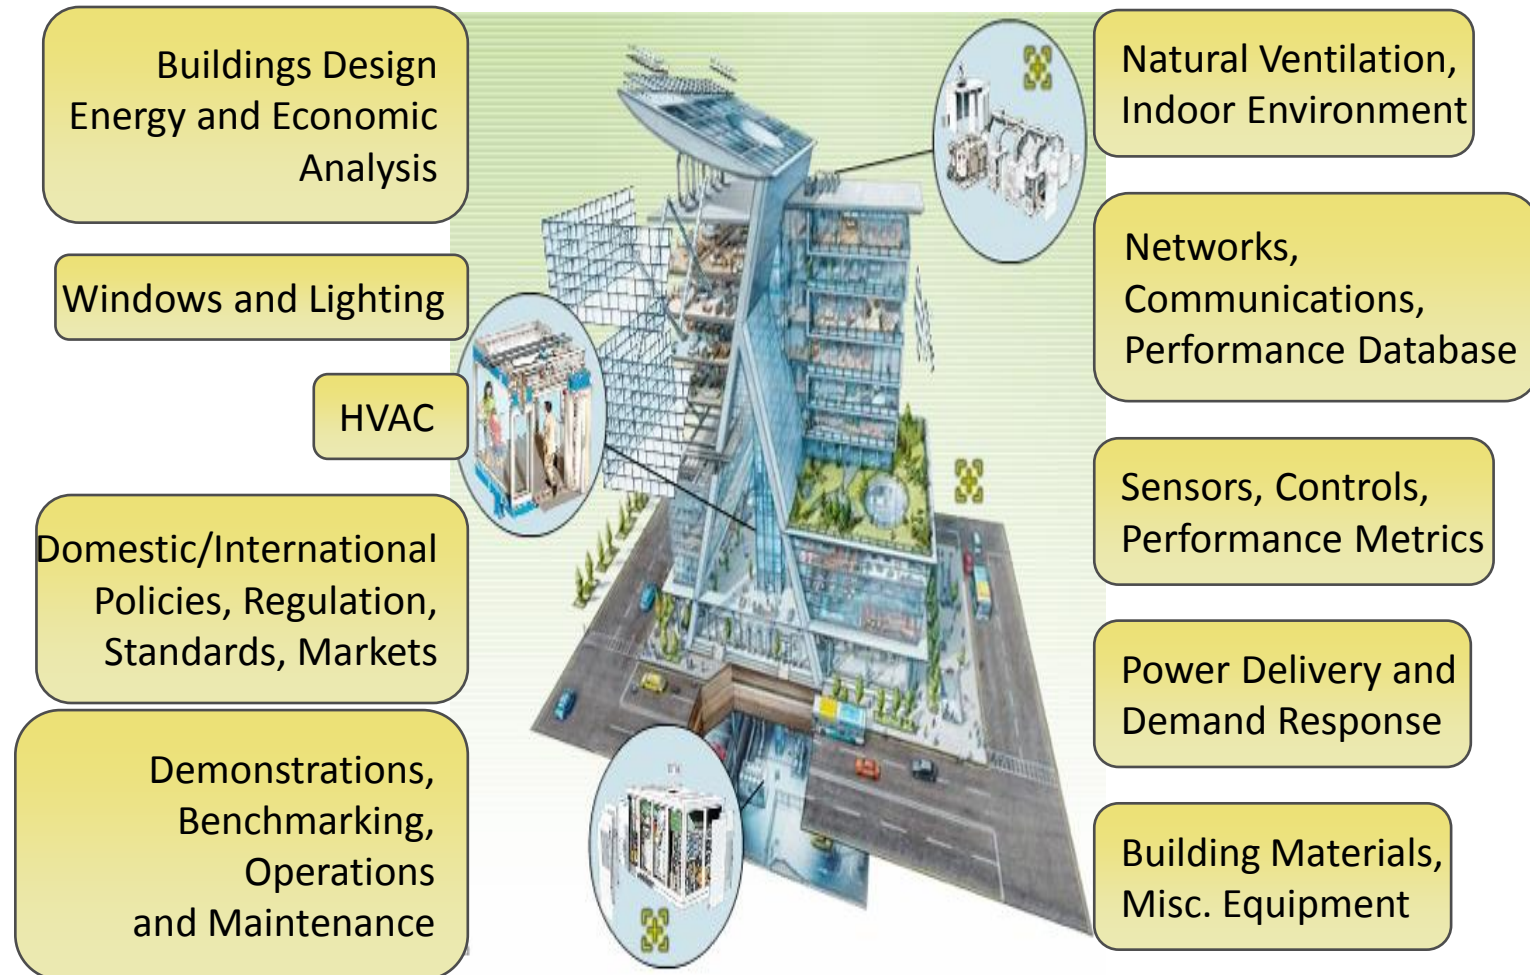 Buildings Design
Energy and Economic
Analysis
Windows and Lighting
HVAC
Domestic/International
Policies, Regulation,
Standards, Markets
Demonstrations,
Benchmarking,
Operations
and Maintenance
Natural Ventilation,
Indoor Environment
Networks,
Communications,
Performance Database
Sensors, Controls,
Performance Metrics
Power Delivery and
Demand Response
Building Materials,
Misc. Equipment